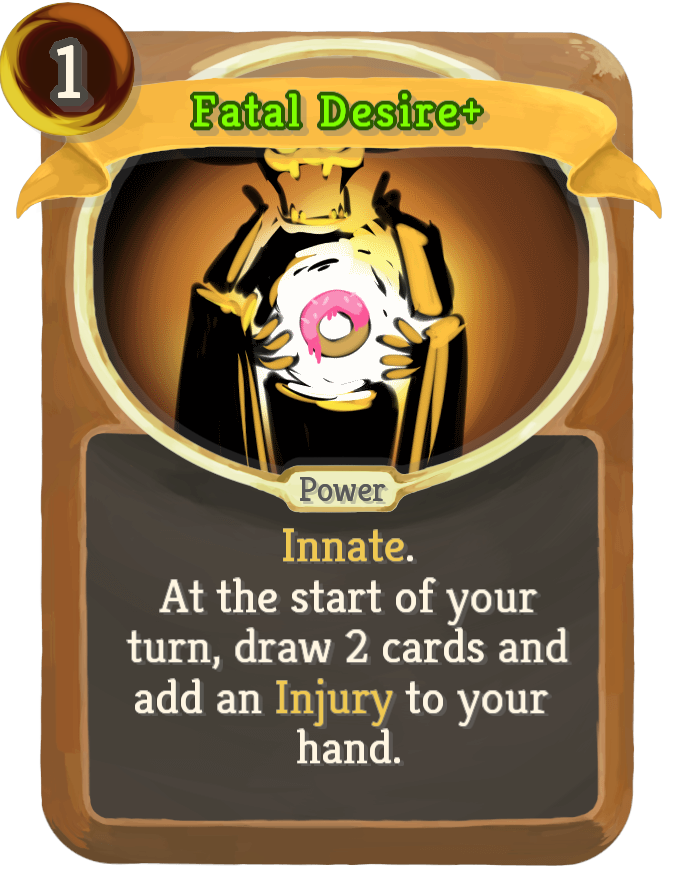 1
Fatal Desire+
Power
Innate.
At the start of your
turn, draw 2 cards and
add an Injury to your
hand.